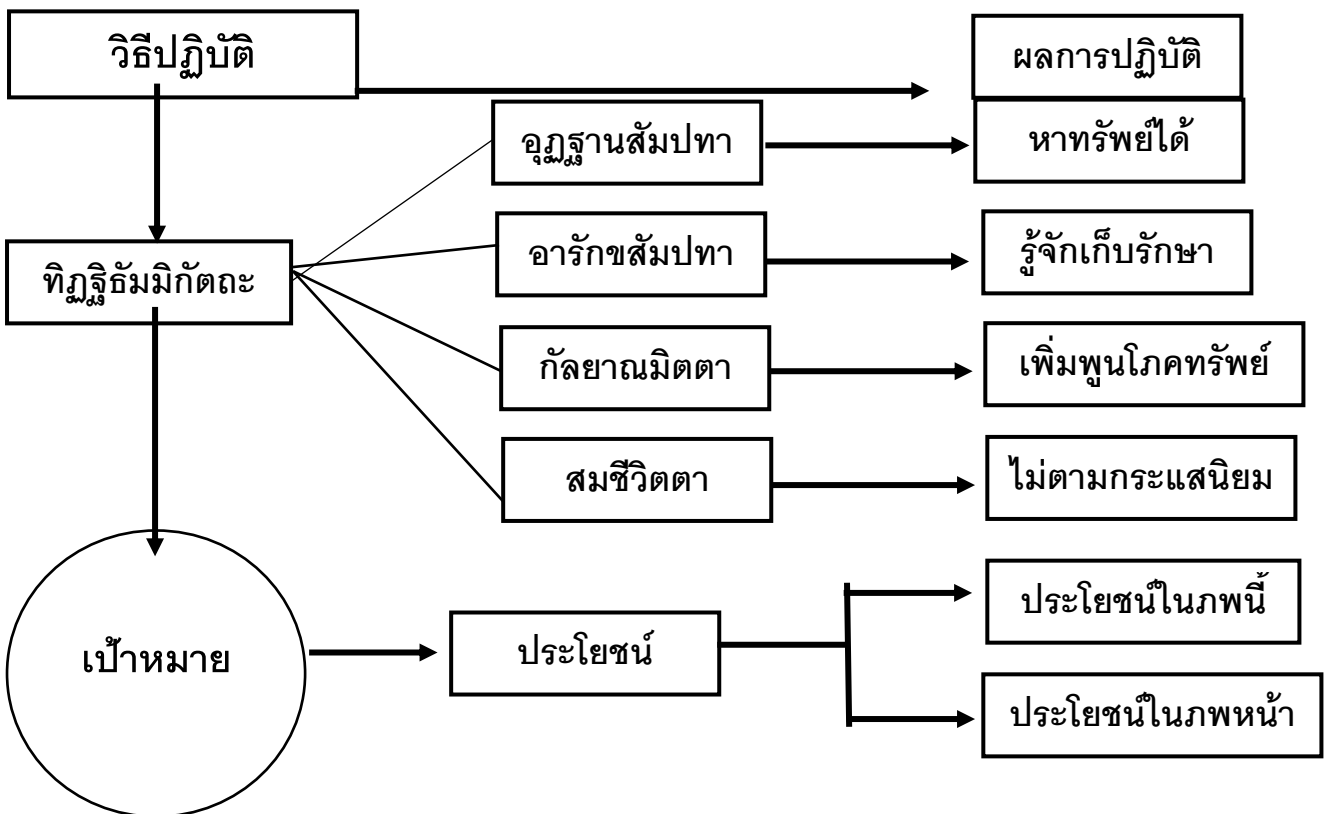 วิธีปฏิบัติ
ผลการปฏิบัติ
อุฏฐานสัมปทา
หาทรัพย์ได้
ทิฏฐิธัมมิกัตถะ
อารักขสัมปทา
รู้จักเก็บรักษา
กัลยาณมิตตา
เพิ่มพูนโภคทรัพย์
สมชีวิตตา
ไม่ตามกระแสนิยม
เป้าหมาย
ประโยชน์
ประโยชน์ในภพนี้
ประโยชน์ในภพหน้า